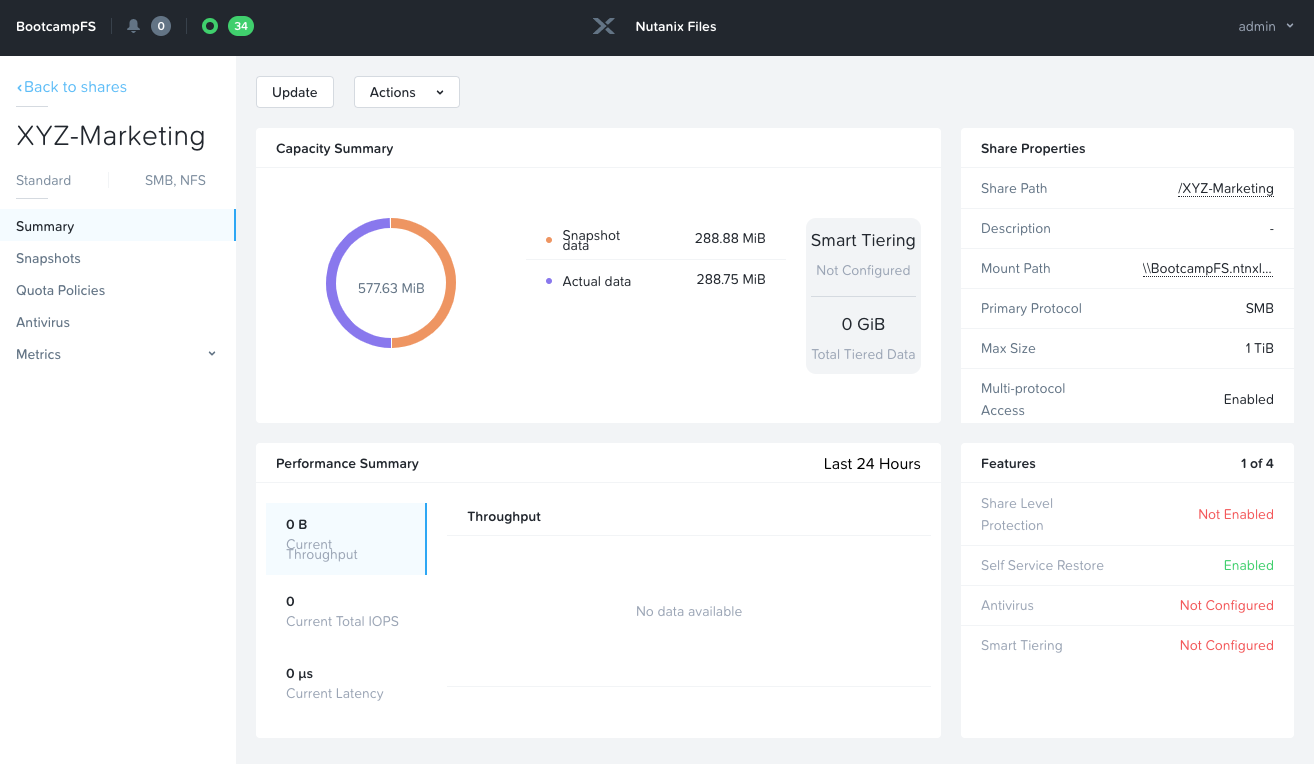 BootcampFS 0 34 Nutanix Files admin
‹Back to shares
XYZ-Marketing
Standard SMB, NFS
Summary
Snapshots
Quota Policies
Antivirus
Metrics
Update Actions
Capacity Summary
577.63 MiB
Snapshot
data
288.88 MiB
Actual data 288.75 MiB
Smart Tiering
Not Configured
0 GiB
Total Tiered Data
Share Properties
Share Path /XYZ-Marketing
Description -
Mount Path \\BootcampFS.ntnxl...
Primary Protocol SMB
Max Size 1 TiB
Multi-protocol
Access
Enabled
Performance Summary Last 24 Hours
0 B
Current
Throughput
0
Current Total IOPS
0 µs
Current Latency
Throughput
No data available
Features 1 of 4
Share Level
Protection
Not Enabled
Self Service Restore Enabled
Antivirus Not Configured
Smart Tiering Not Configured